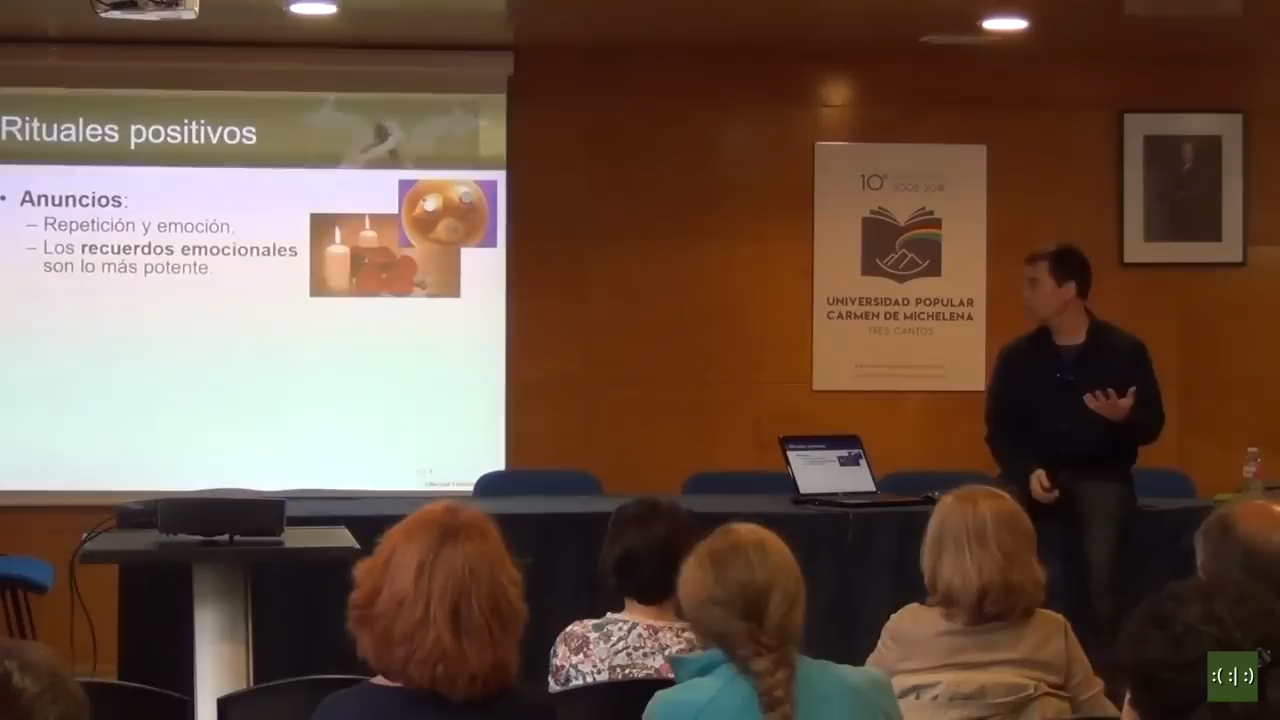 Rituales positivos
• Anuncios:
– Repetición y emoción.
– Los recuerdos emocionales
son lo más potente.
10º
2008-2018
UNIVERSIDAD POPULAR
CARMEN DE MICHELENA
TRES CANTOS
:( :| :)